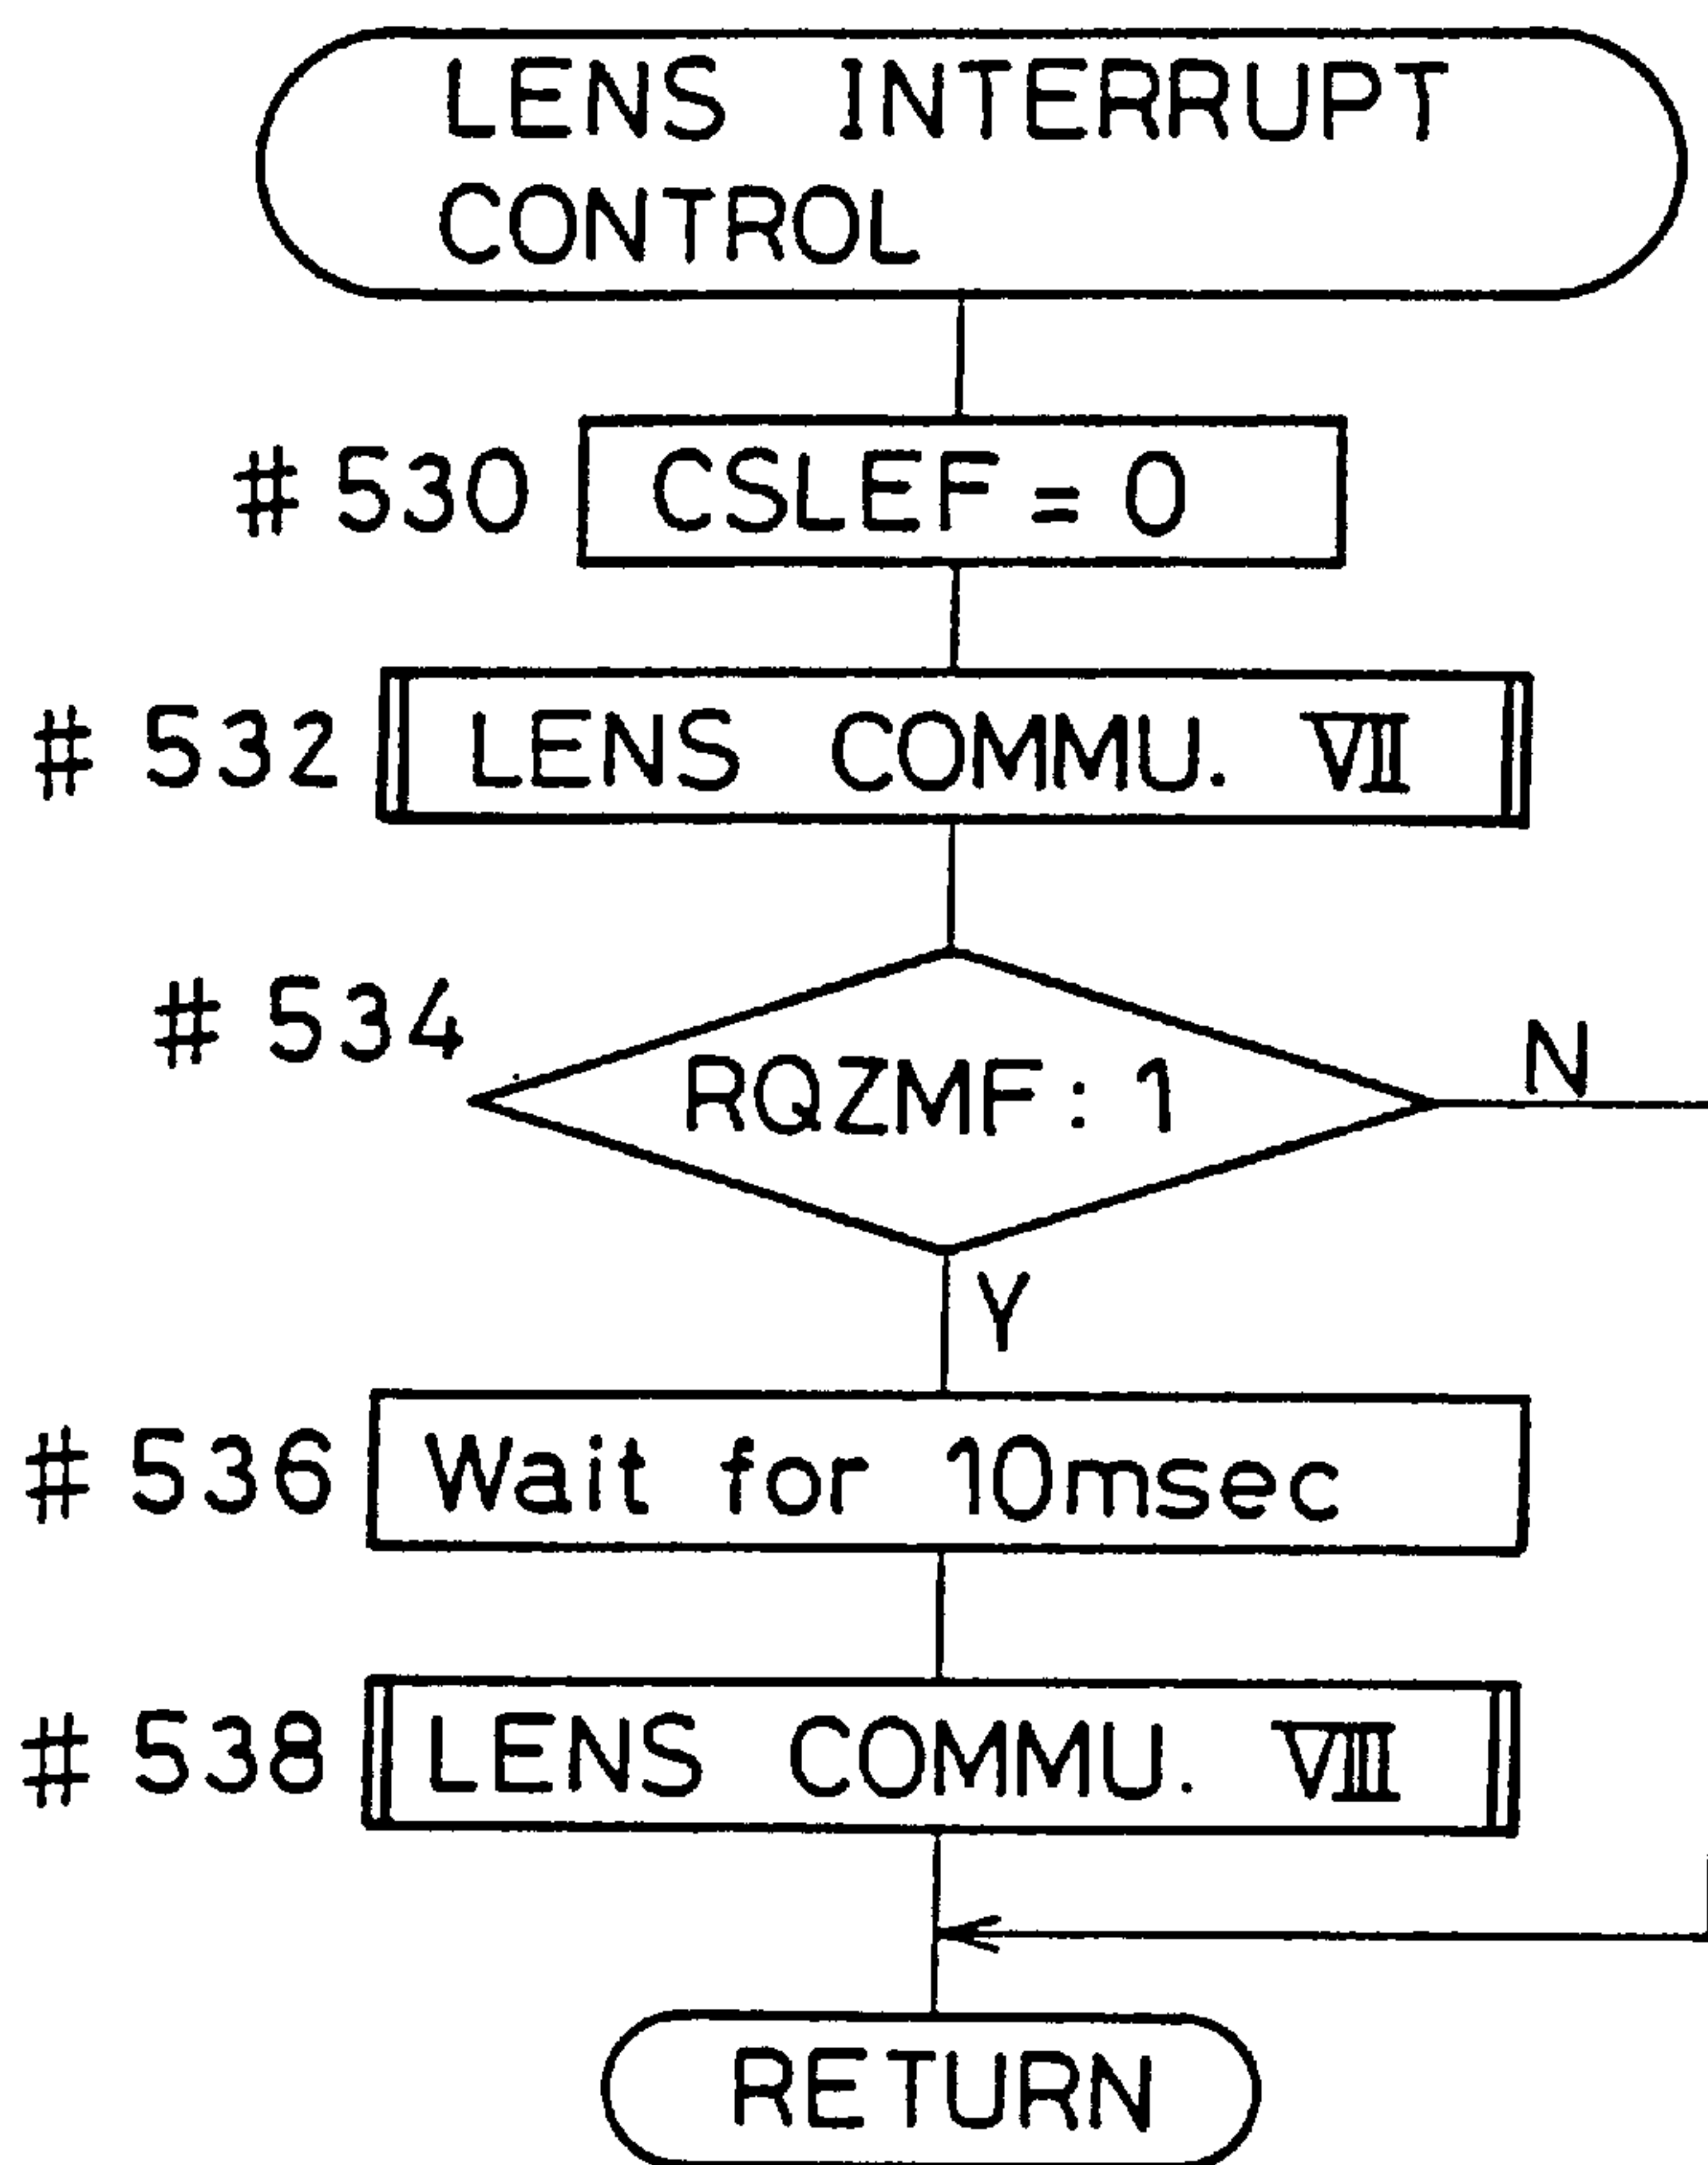 LENS INTERRUPT
CONTROL
# 530 CSLEF = 0
# 532 LENS COMMU. VII
# 534 RQZMF : 1
N
Y
# 536 Wait for 10msec
# 538 LENS COMMU. VIII
RETURN